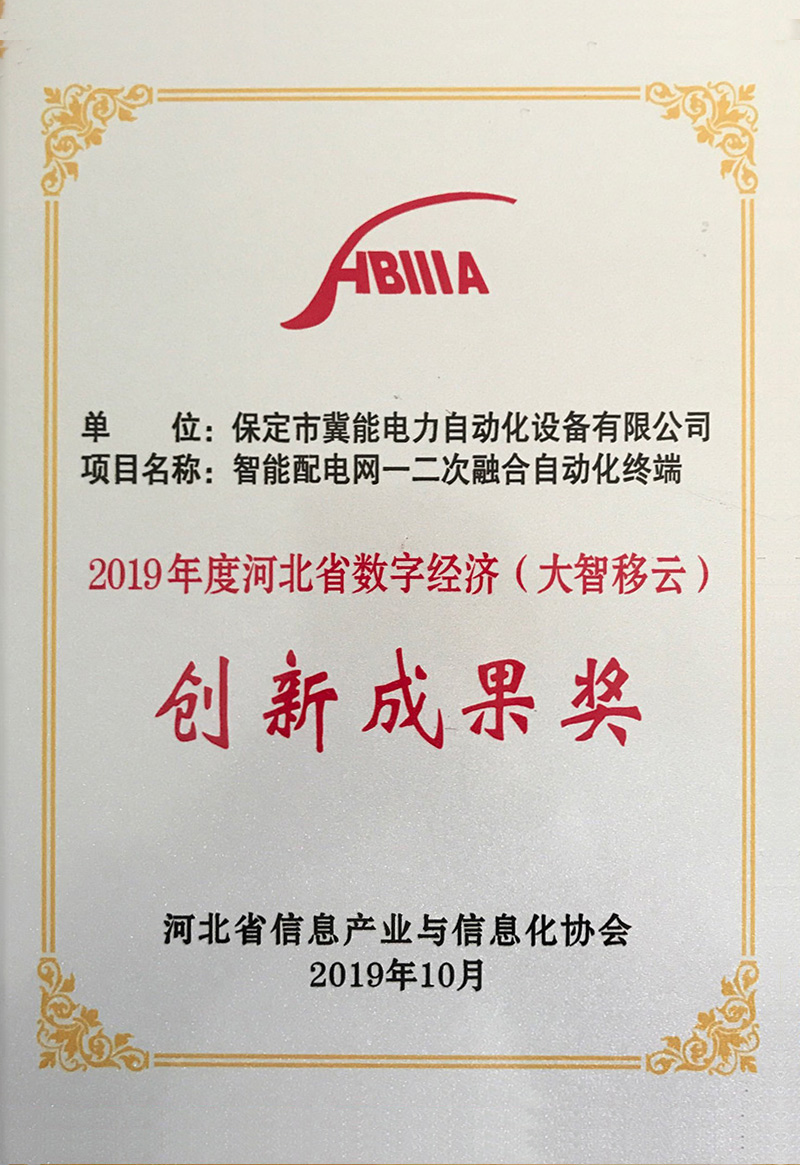 HBIIIA
单 位：保定市冀能电力自动化设备有限公司
项目名称：智能配电网一二次融合自动化终端
2019年度河北省数字经济（大智移云）
创新成果奖
河北省信息产业与信息化协会
2019年10月